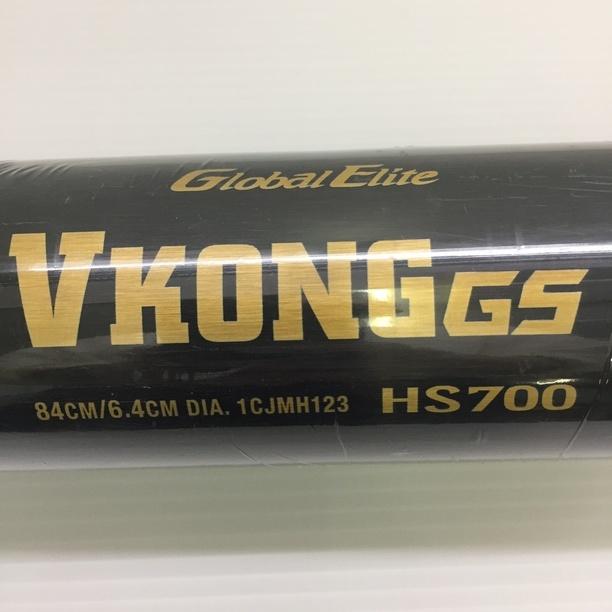 Global Elite
VKONG GS
84CM/6.4CM DIA. 1CJMH123 HS700